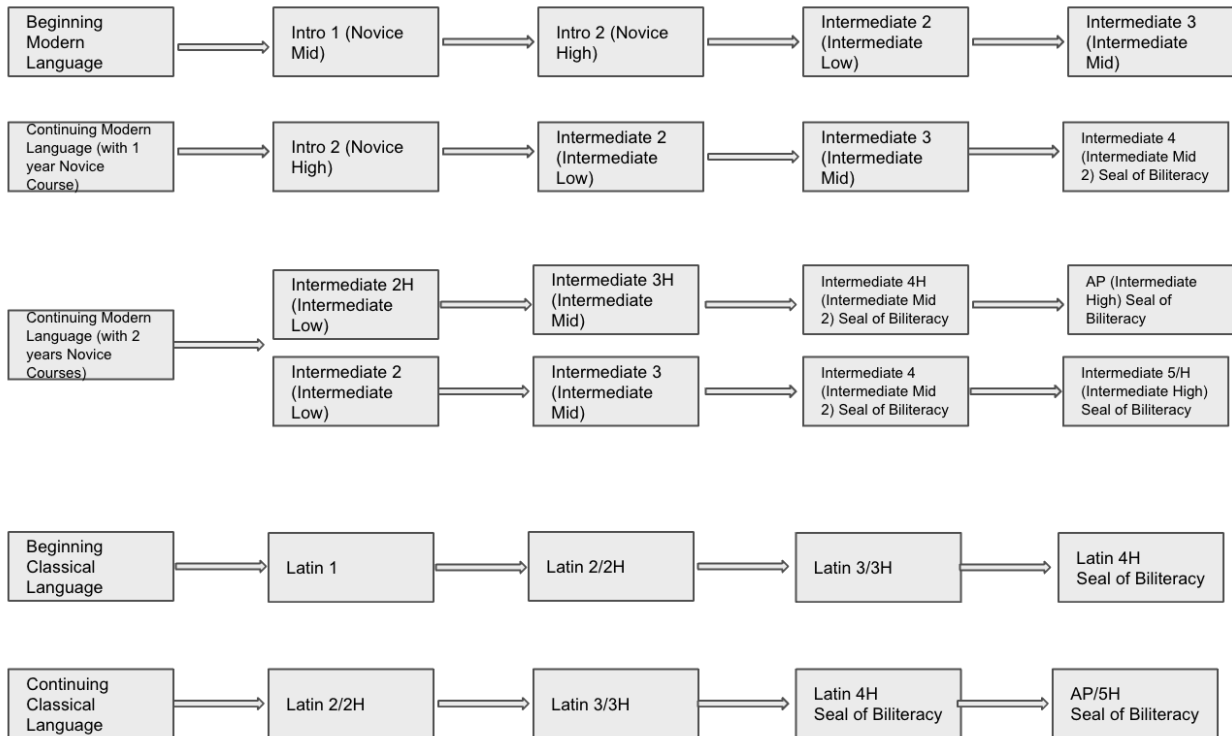 Beginning
Modern
Language
Intro 1 (Novice
Mid)
Intro 2 (Novice
High)
Intermediate 2
(Intermediate
Low)
Intermediate 3
(Intermediate
Mid)
Continuing Modern
Language (with 1
year Novice
Course)
Intro 2 (Novice
High)
Intermediate 2
(Intermediate
Low)
Intermediate 3
(Intermediate
Mid)
Intermediate 4
(Intermediate Mid
2) Seal of Biliteracy
Continuing Modern
Language (with 2
years Novice
Courses)
Intermediate 2H
(Intermediate
Low)
Intermediate 3H
(Intermediate
Mid)
Intermediate 4H
(Intermediate Mid
2) Seal of Biliteracy
AP (Intermediate
High) Seal of
Biliteracy
Intermediate 2
(Intermediate
Low)
Intermediate 3
(Intermediate
Mid)
Intermediate 4
(Intermediate Mid
2) Seal of Biliteracy
Intermediate 5/H
(Intermediate High)
Seal of Biliteracy
Beginning
Classical
Language
Latin 1
Latin 2/2H
Latin 3/3H
Latin 4H
Seal of Biliteracy
Continuing
Classical
Language
Latin 2/2H
Latin 3/3H
Latin 4H
Seal of Biliteracy
AP/5H
Seal of Biliteracy